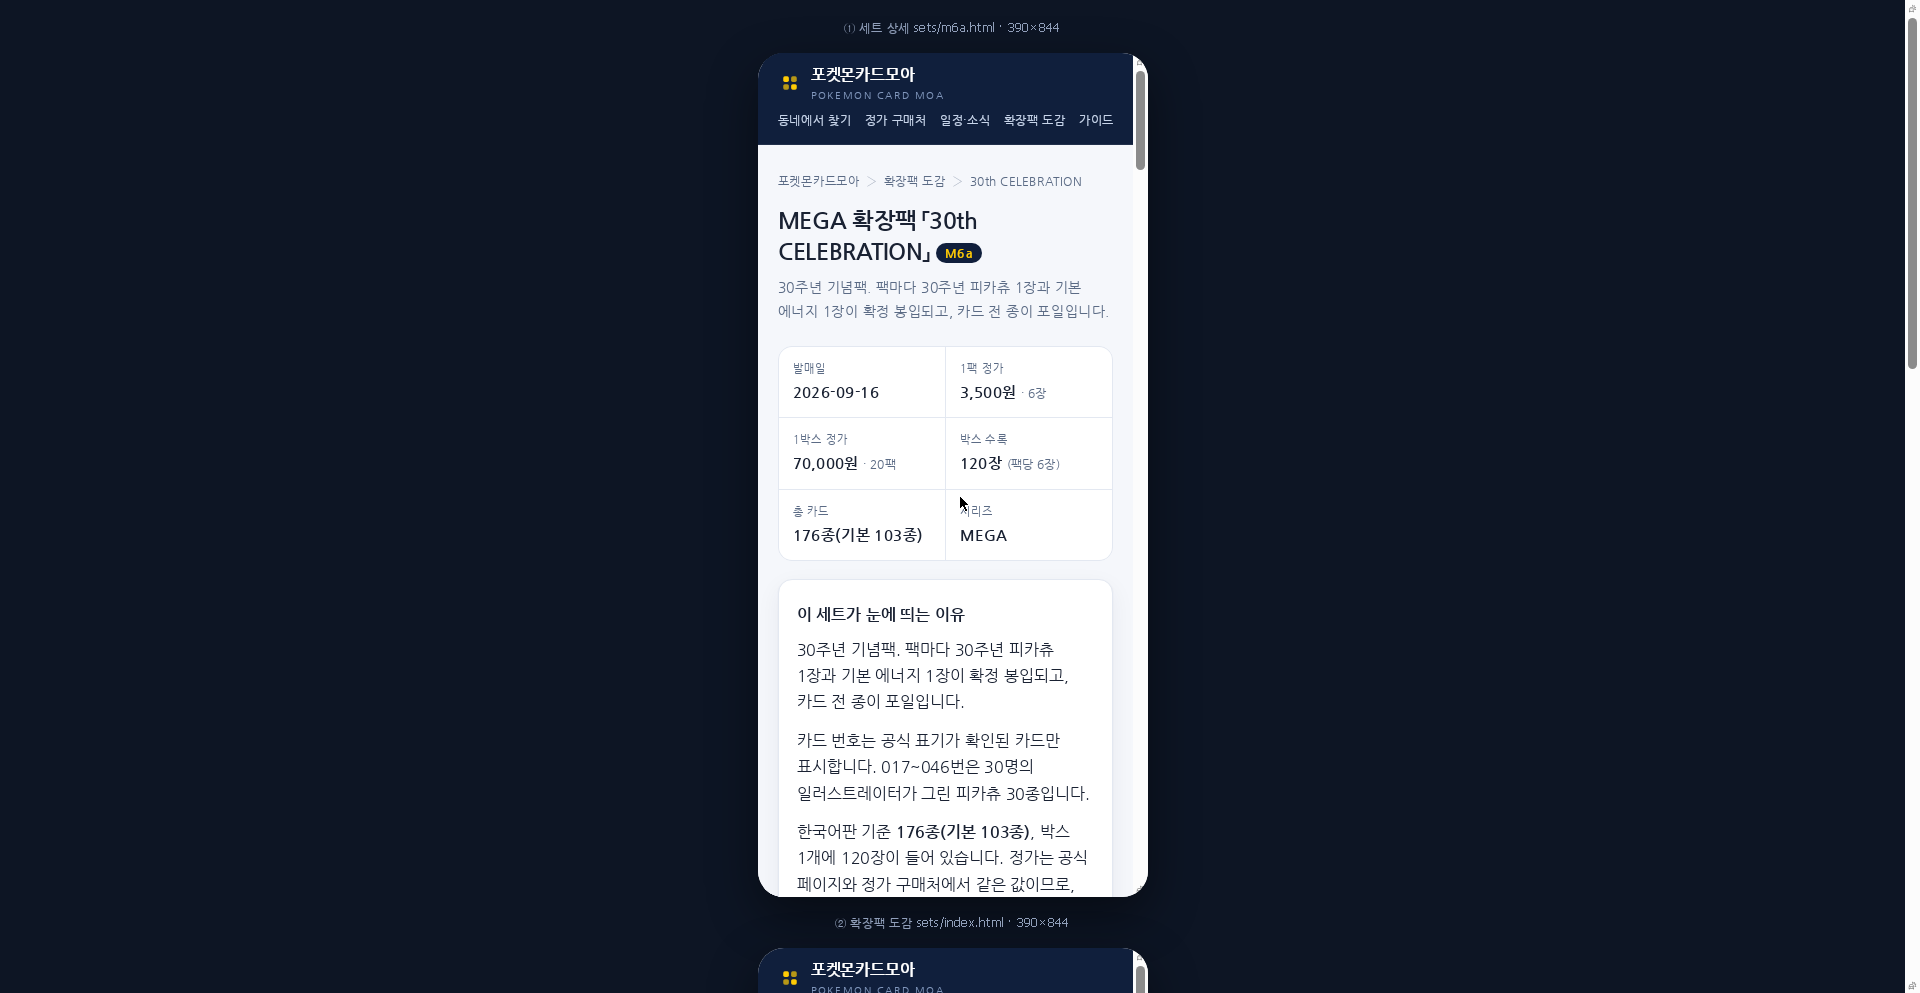 ① 세트 상세 sets/m6a.html · 390×844
포켓몬카드모아
POKEMON CARD MOA
동네에서 찾기 정가 구매처 일정·소식 확장팩 도감 가이드
포켓몬카드모아 > 확장팩 도감 > 30th CELEBRATION
MEGA 확장팩 「30th
CELEBRATION」 M6a
30주년 기념팩. 팩마다 30주년 피카츄 1장과 기본
에너지 1장이 확정 봉입되고, 카드 전 종이 포일입니다.
발매일
2026-09-16
1팩 정가
3,500원 · 6장
1박스 정가
70,000원 · 20팩
박스 수록
120장 (팩당 6장)
총 카드
176종(기본 103종)
시리즈
MEGA
이 세트가 눈에 띄는 이유
30주년 기념팩. 팩마다 30주년 피카츄
1장과 기본 에너지 1장이 확정 봉입되고,
카드 전 종이 포일입니다.
카드 번호는 공식 표기가 확인된 카드만
표시합니다. 017~046번은 30명의
일러스트레이터가 그린 피카츄 30종입니다.
한국어판 기준 176종(기본 103종), 박스
1개에 120장이 들어 있습니다. 정가는 공식
페이지와 정가 구매처에서 같은 값이므로,
② 확장팩 도감 sets/index.html · 390×844
포켓몬카드모아
POKEMON CARD MOA